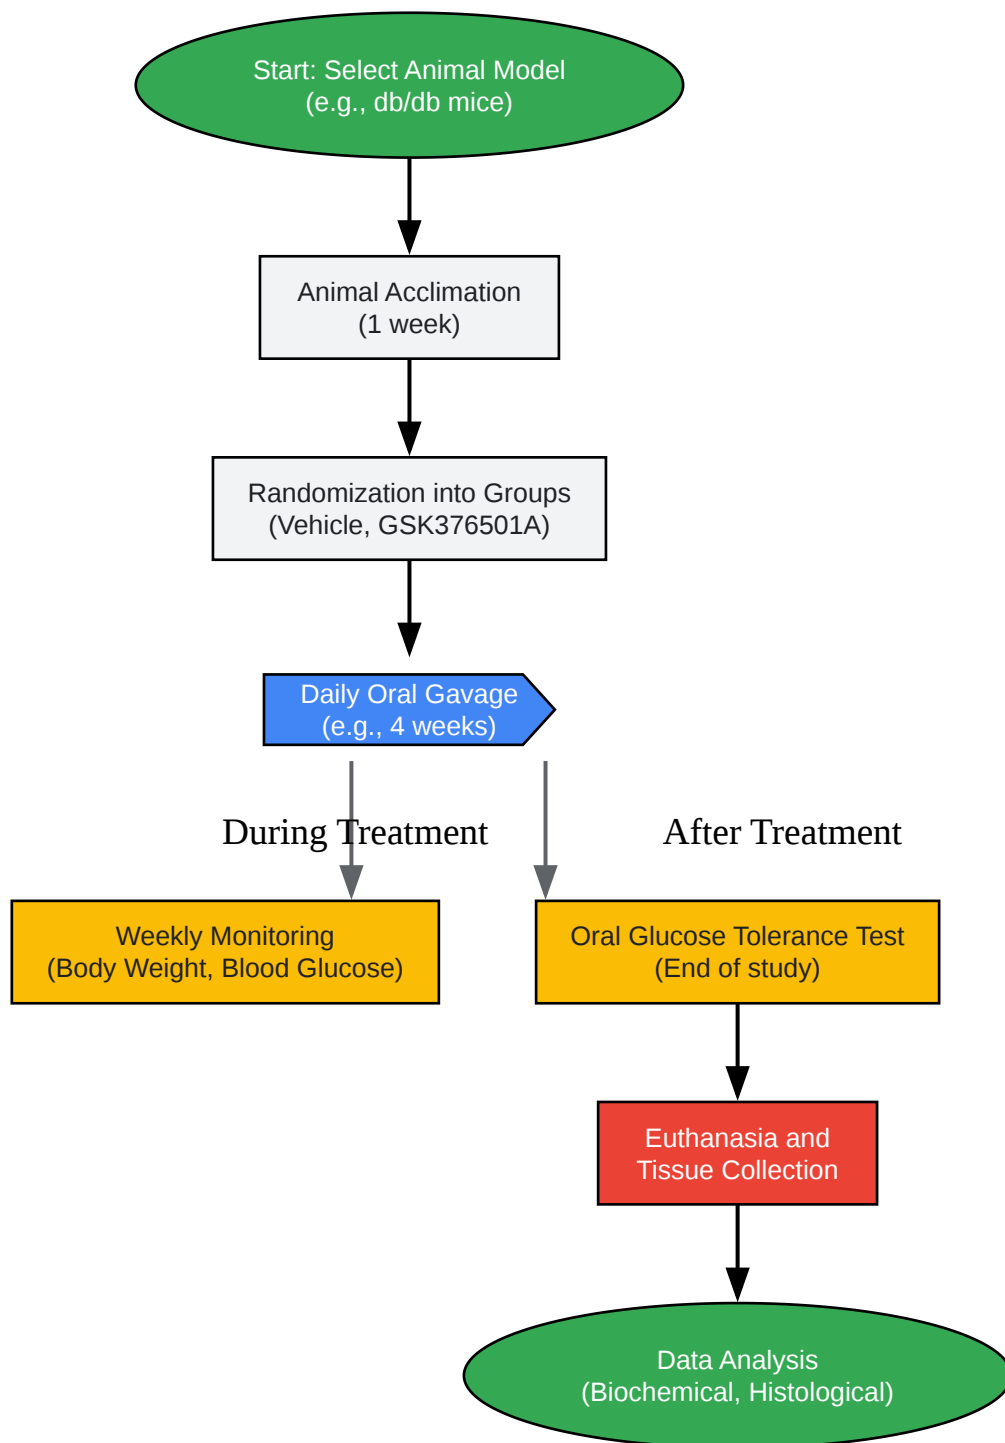 Start: Select Animal Model
(e.g., db/db mice)
Animal Acclimation
(1 week)
Randomization into Groups
(Vehicle, GSK376501A)
Daily Oral Gavage
(e.g., 4 weeks)
During Treatment
After Treatment
Weekly Monitoring
(Body Weight, Blood Glucose)
Oral Glucose Tolerance Test
(End of study)
Euthanasia and
Tissue Collection
Data Analysis
(Biochemical, Histological)